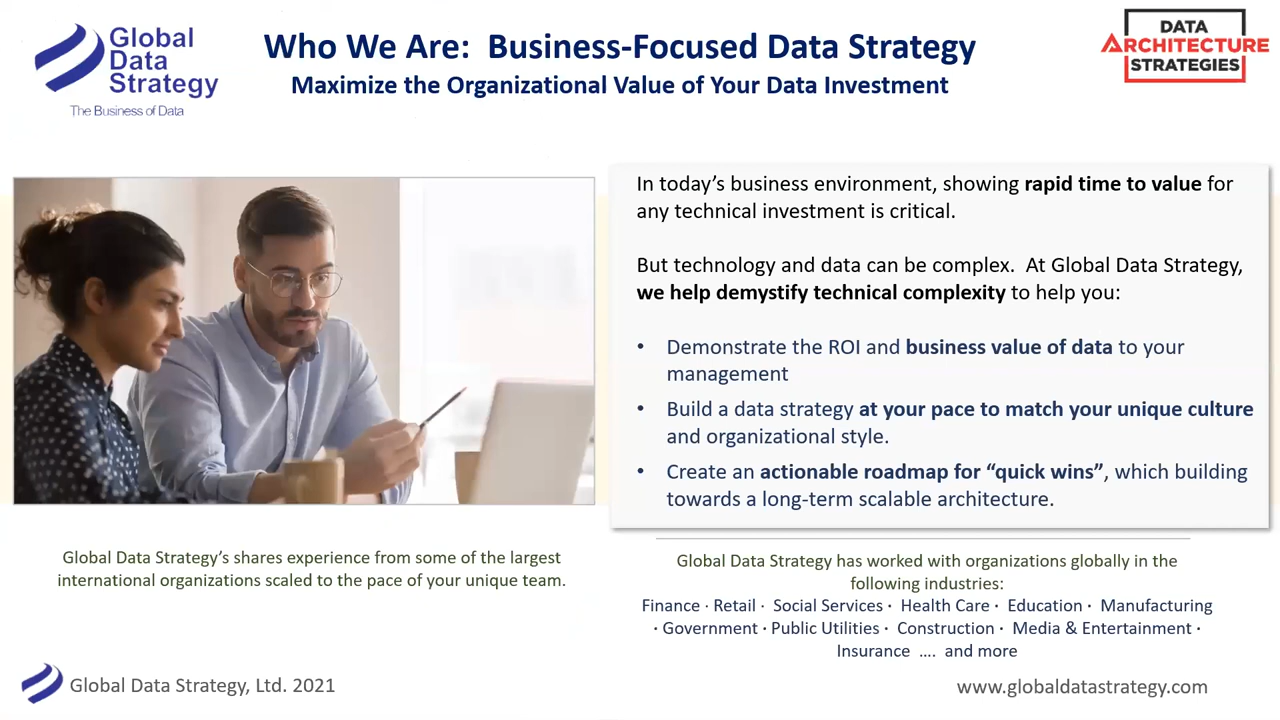 Global
Data
Strategy
The Business of Data
Who We Are: Business-Focused Data Strategy
Maximize the Organizational Value of Your Data Investment
DATA
ARCHITECTURE
STRATEGIES
In today’s business environment, showing rapid time to value for
any technical investment is critical.
But technology and data can be complex. At Global Data Strategy,
we help demystify technical complexity to help you:
• Demonstrate the ROI and business value of data to your
management
• Build a data strategy at your pace to match your unique culture
and organizational style.
• Create an actionable roadmap for “quick wins”, which building
towards a long-term scalable architecture.
Global Data Strategy’s shares experience from some of the largest
international organizations scaled to the pace of your unique team.
Global Data Strategy has worked with organizations globally in the
following industries:
Finance · Retail · Social Services · Health Care · Education · Manufacturing
· Government · Public Utilities · Construction · Media & Entertainment ·
Insurance …. and more
Global Data Strategy, Ltd. 2021
www.globaldatastrategy.com